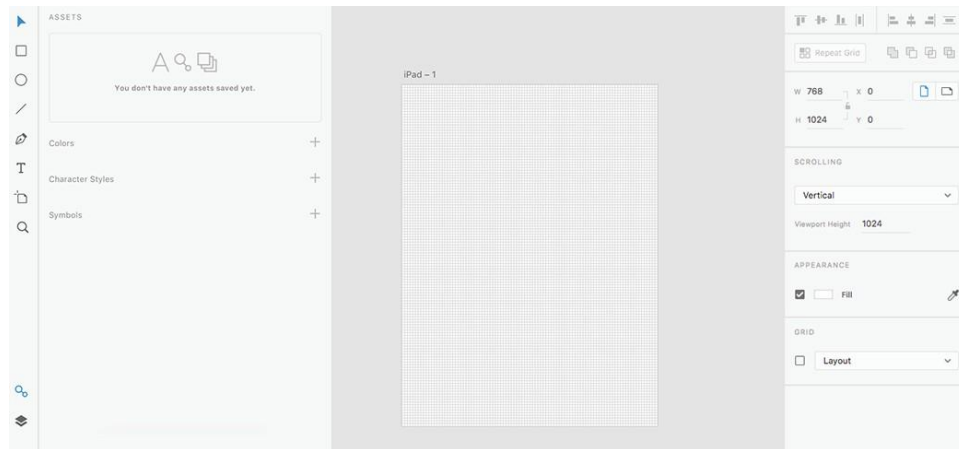 ASSETS
You don't have any assets saved yet.
Colors
Character Styles
Symbols
iPad – 1
Repeat Grid
W 768 X 0
H 1024 Y 0
SCROLLING
Vertical
Viewport Height 1024
APPEARANCE
Fill
GRID
Layout